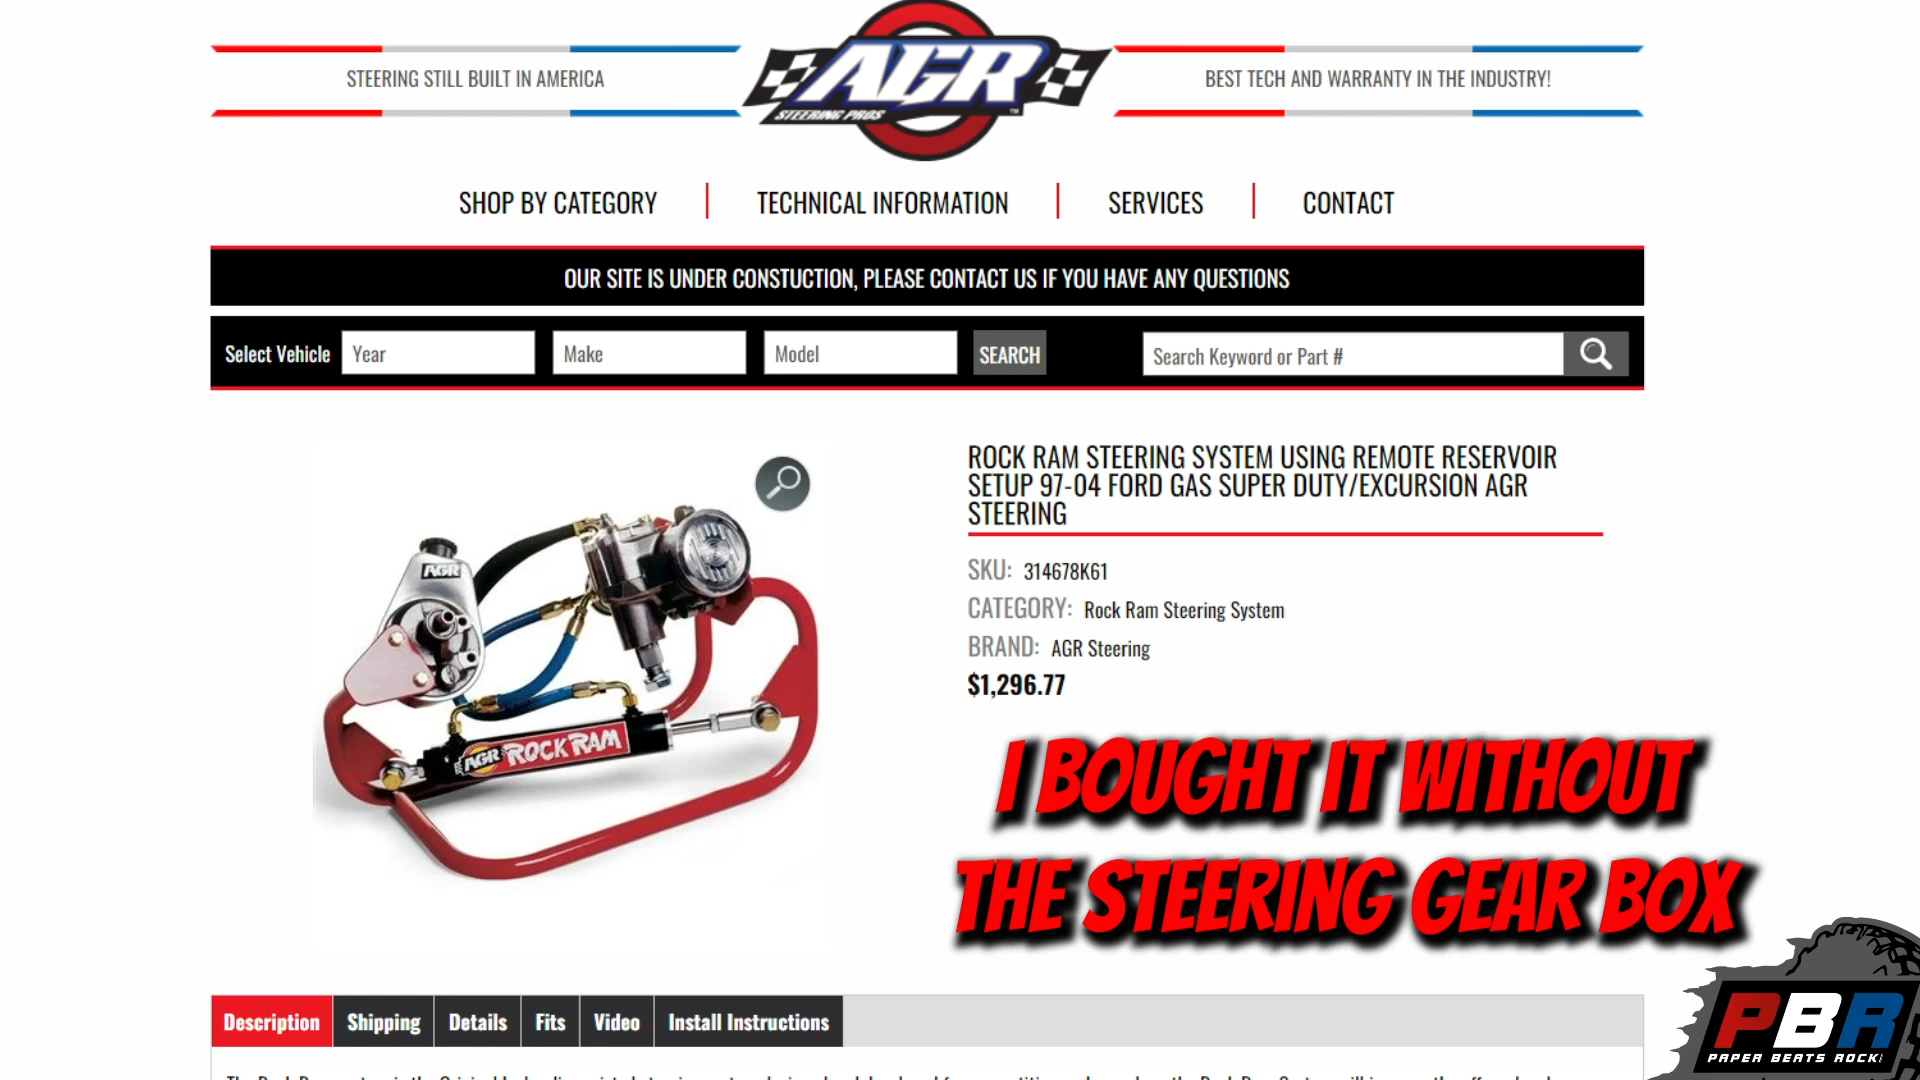 STEERING STILL BUILT IN AMERICA
AGR
STEERING PROS
TM
BEST TECH AND WARRANTY IN THE INDUSTRY!
SHOP BY CATEGORY
TECHNICAL INFORMATION
SERVICES
CONTACT
OUR SITE IS UNDER CONSTUCTION, PLEASE CONTACT US IF YOU HAVE ANY QUESTIONS
Select Vehicle
Year
Make
Model
SEARCH
Search Keyword or Part #
ROCK RAM STEERING SYSTEM USING REMOTE RESERVOIR
SETUP 97-04 FORD GAS SUPER DUTY/EXCURSION AGR
STEERING
SKU: 314678K61
CATEGORY: Rock Ram Steering System
BRAND: AGR Steering
$1,296.77
AGR
AGR ROCK RAM
I BOUGHT IT WITHOUT
THE STEERING GEAR BOX
Description
Shipping
Details
Fits
Video
Install Instructions
PBR
PAPER BEATS ROCK!